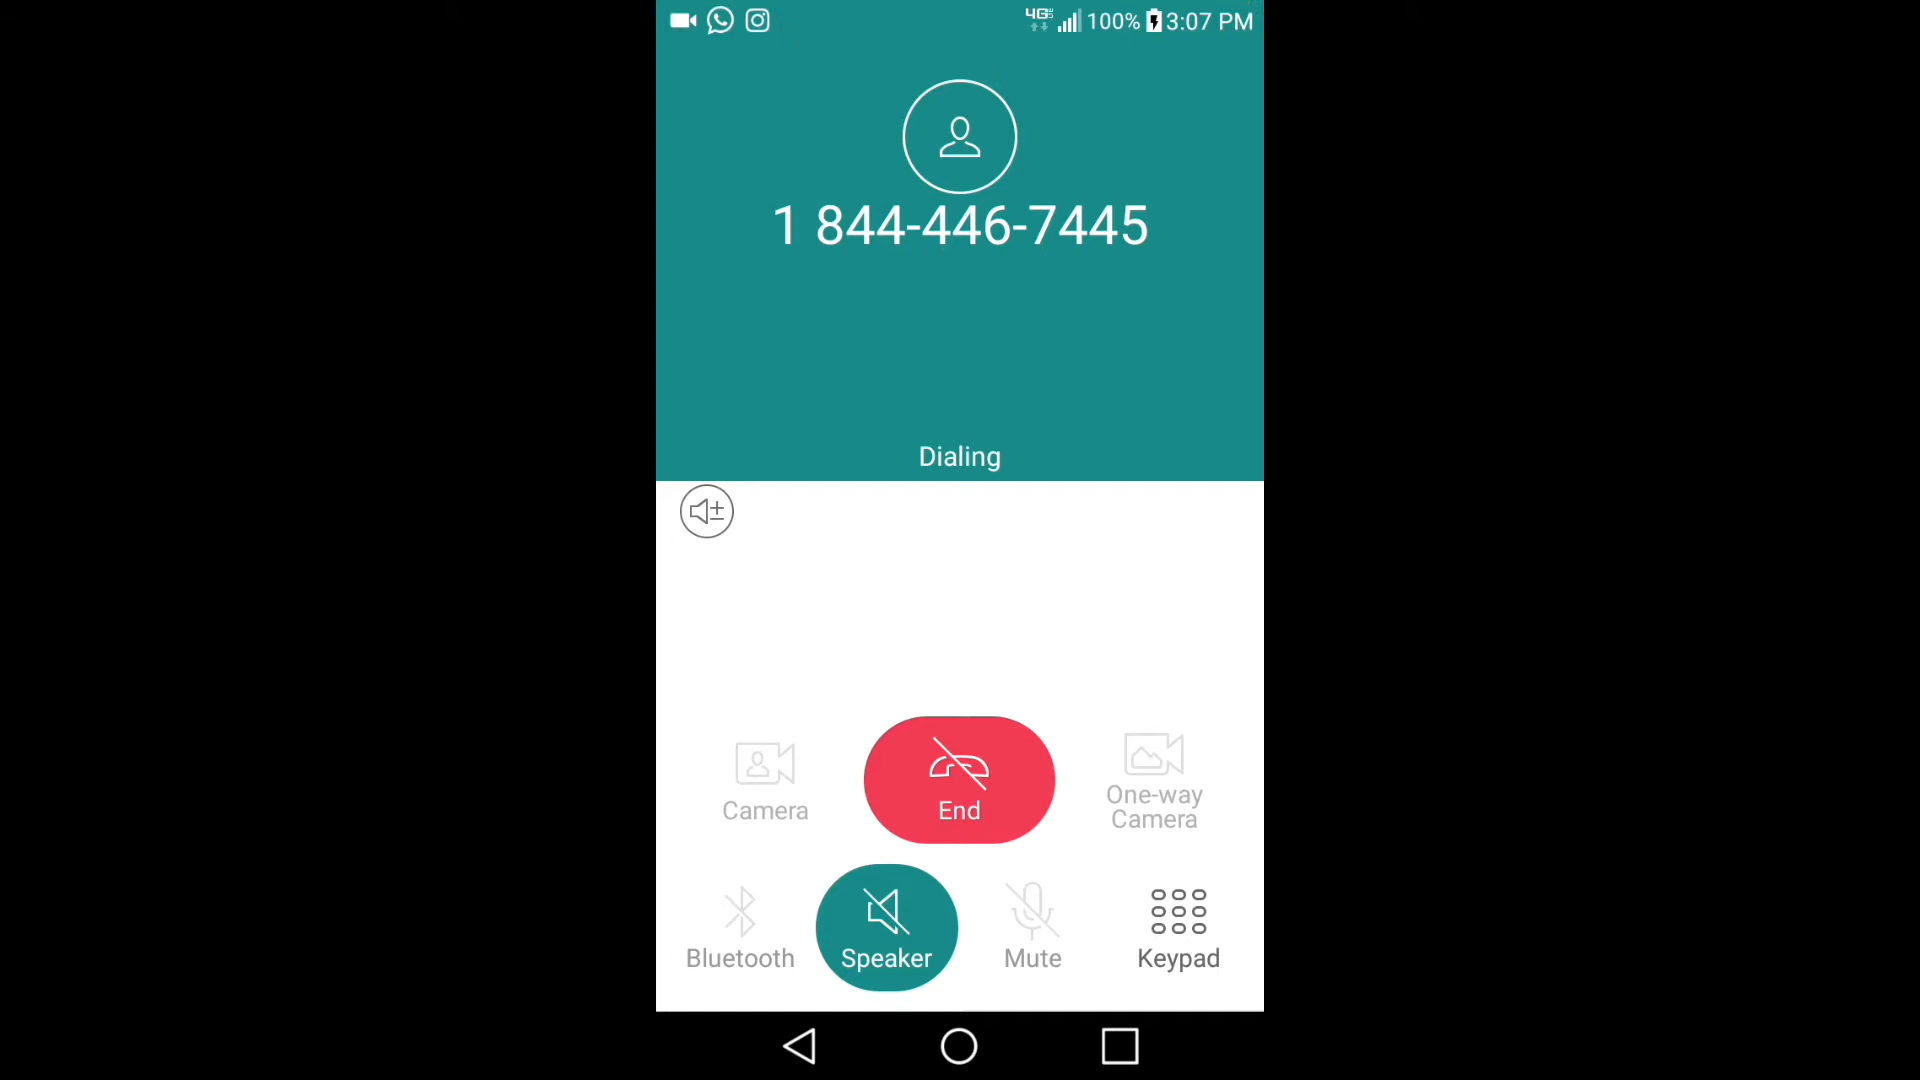 4G 100% 3:07 PM
1 844-446-7445
Dialing
Camera
End
One-way
Camera
Bluetooth
Speaker
Mute
Keypad